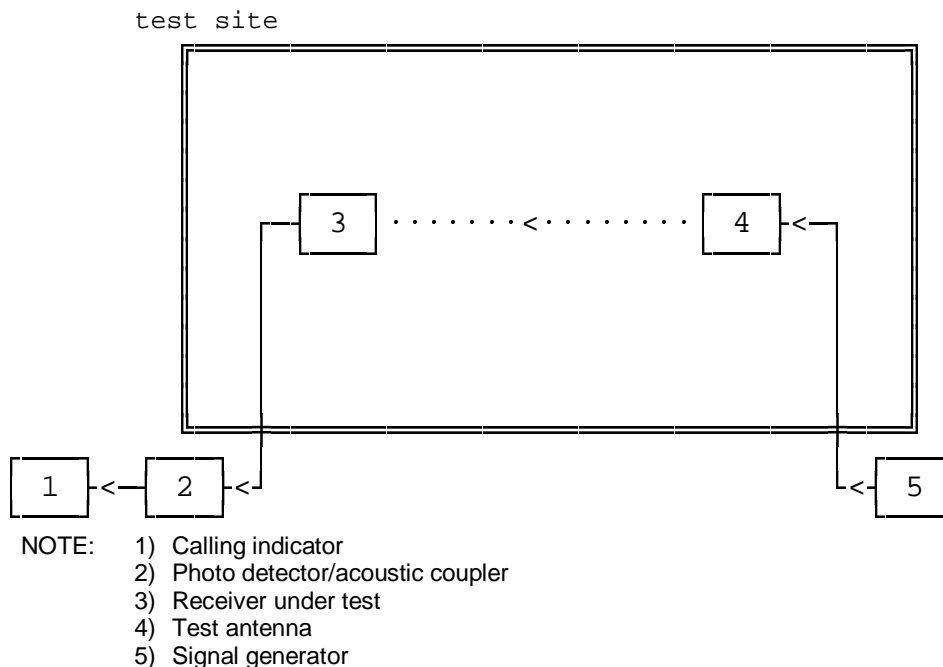 test site
3 4
1 2 5
NOTE: 1) Calling indicator
2) Photo detector/acoustic coupler
3) Receiver under test
4) Test antenna
5) Signal generator